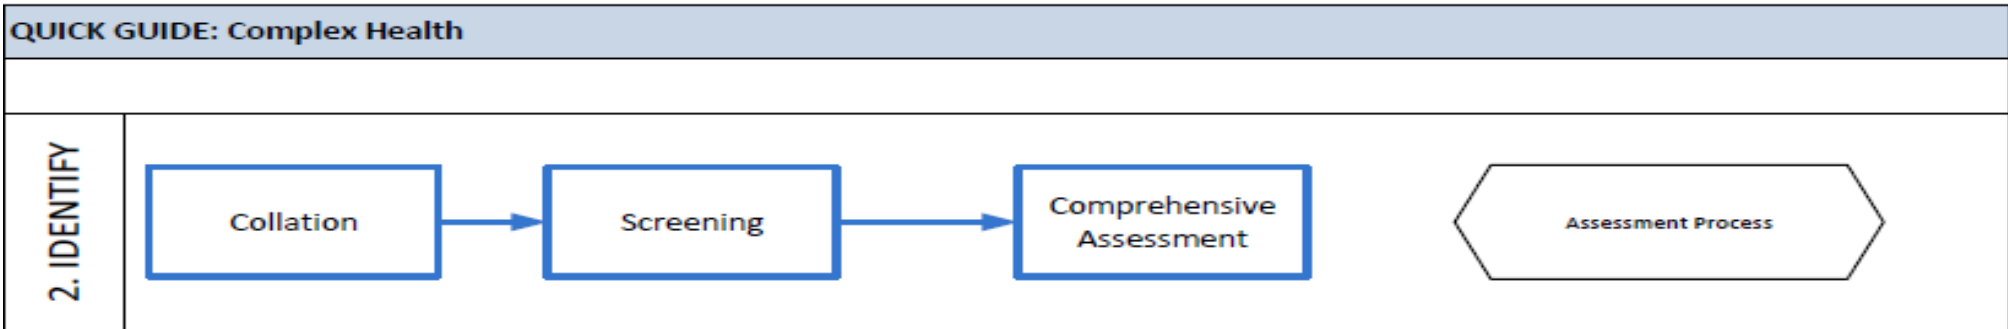 QUICK GUIDE: Complex Health
2. IDENTIFY
Collation
Screening
Comprehensive
Assessment
Assessment Process